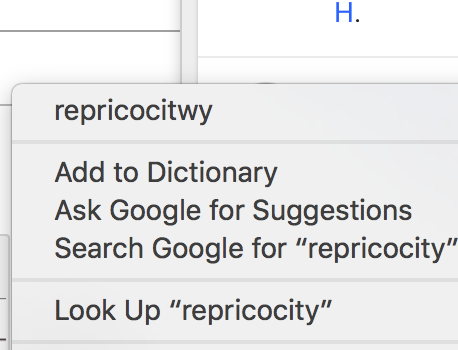 H.
repricocitwy
Add to Dictionary
Ask Google for Suggestions
Search Google for “repricocity”
Look Up “repricocity”